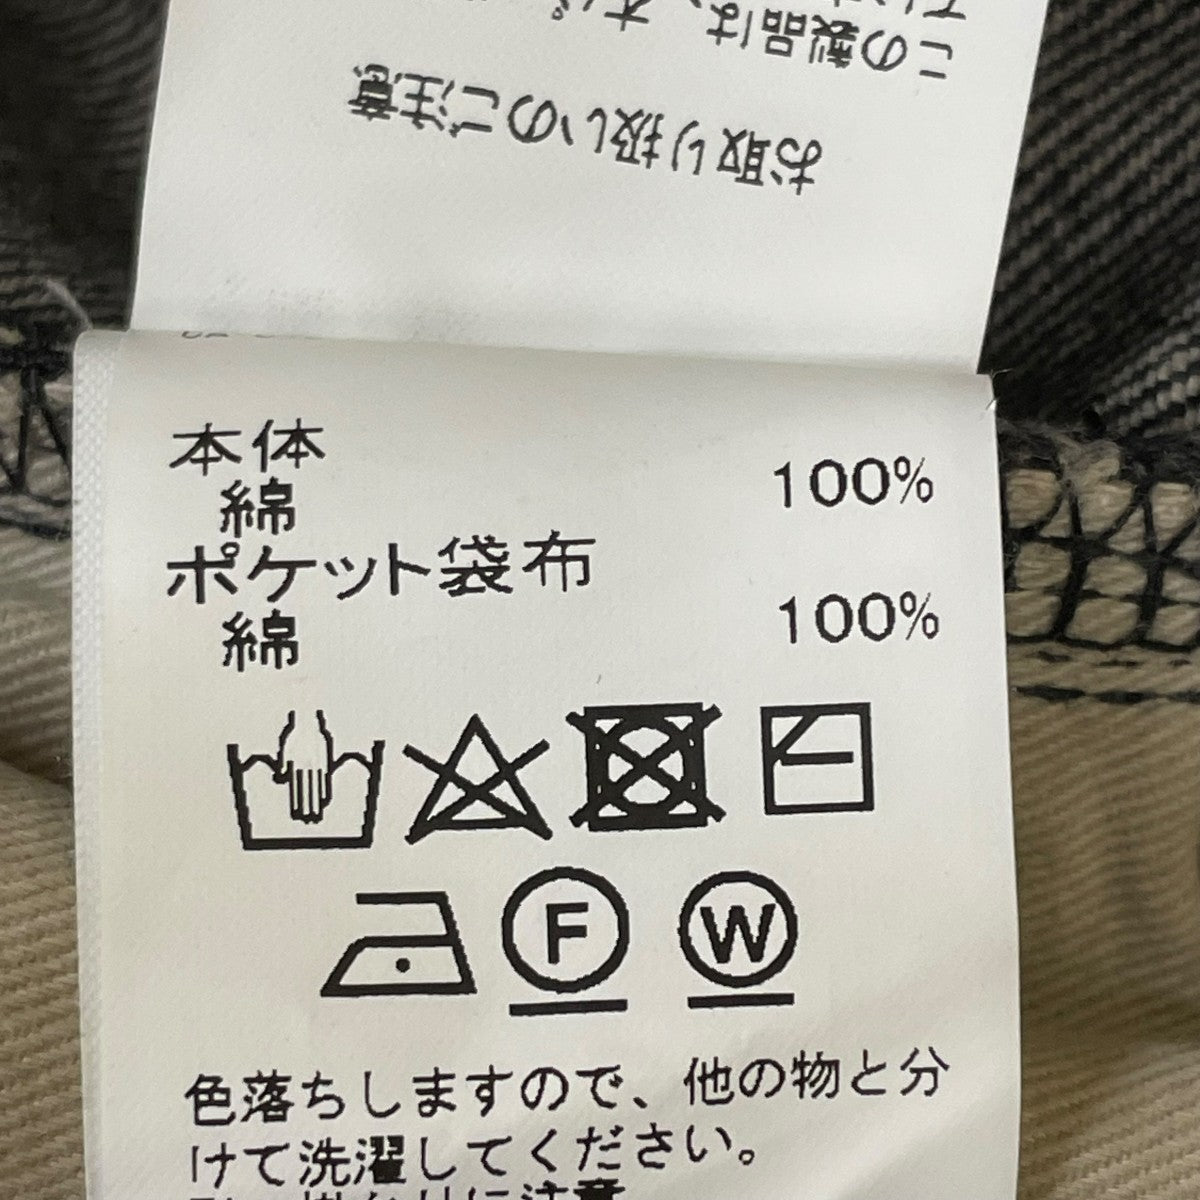 お取り扱いのご注意
この製品は、
本体
綿 100%
ポケット袋布
綿 100%
F W
色落ちしますので、他の物と分
けて洗濯してください。